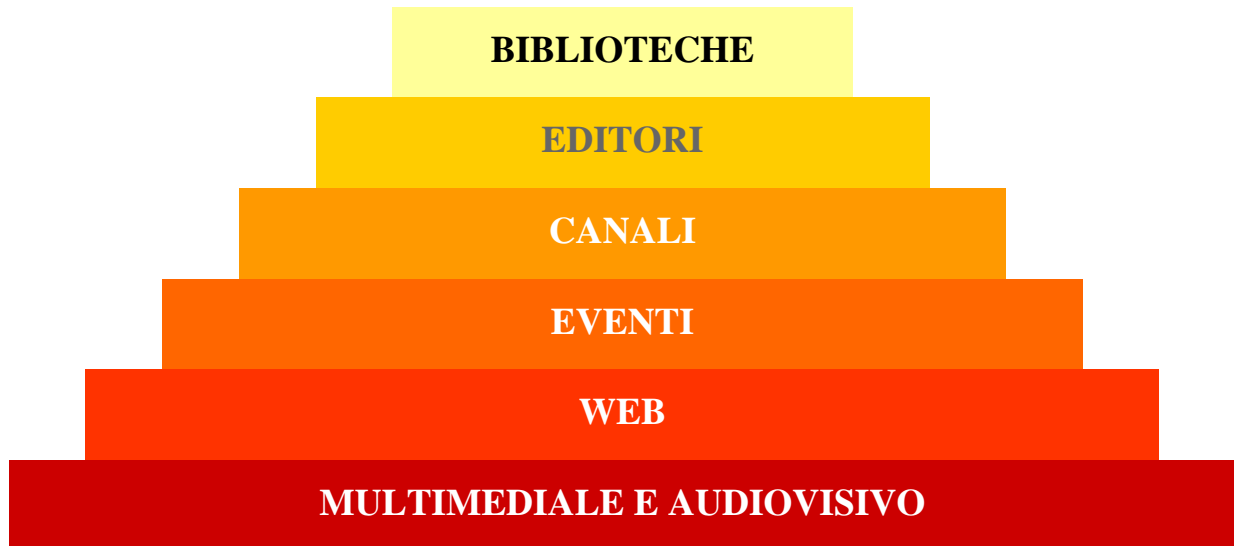 BIBLIOTECHE
EDITORI
CANALI
EVENTI
WEB
MULTIMEDIALE E AUDIOVISIVO